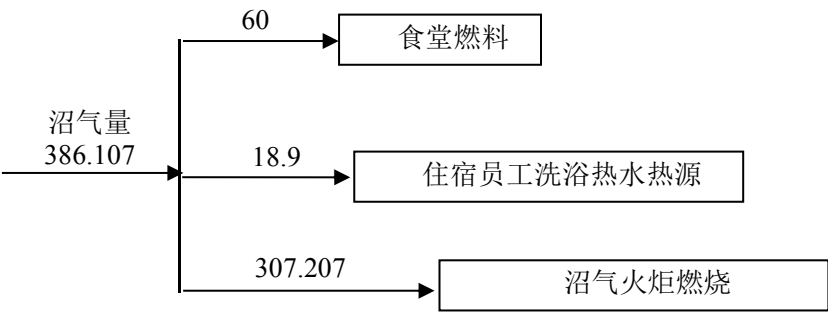 60
食堂燃料
沼气量
386.107
18.9
住宿员工洗浴热水热源
307.207
沼气火炬燃烧